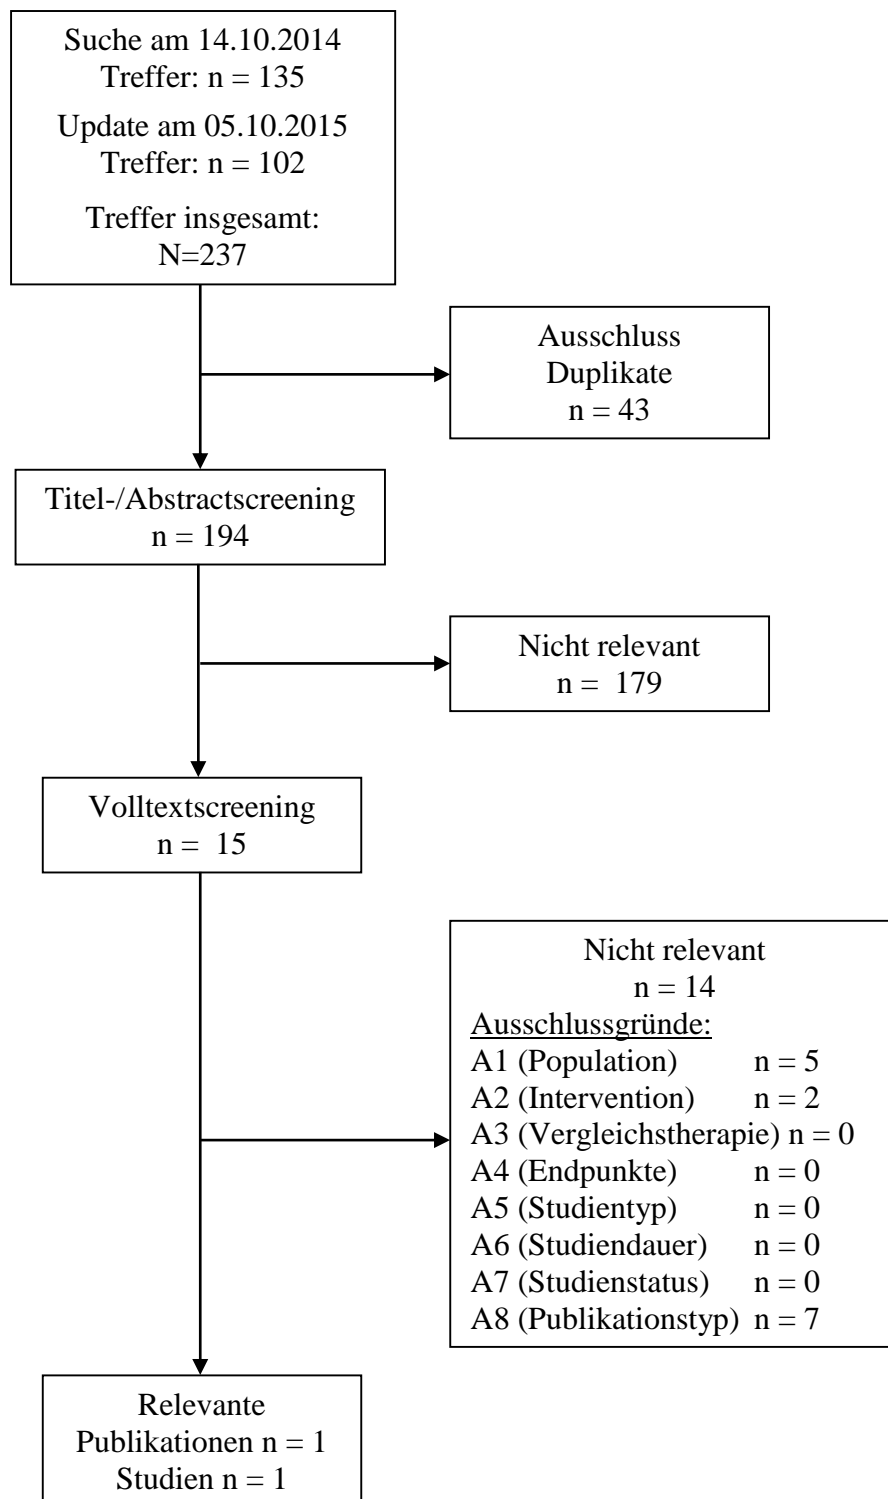 Suche am 14.10.2014
Treffer: n = 135
Update am 05.10.2015
Treffer: n = 102
Treffer insgesamt:
N=237
Ausschluss
Duplikate
n = 43
Titel-/Abstractscreening
n = 194
Nicht relevant
n = 179
Volltextscreening
n = 15
Nicht relevant
n = 14
Ausschlussgründe:
A1 (Population) n = 5
A2 (Intervention) n = 2
A3 (Vergleichstherapie) n = 0
A4 (Endpunkte) n = 0
A5 (Studientyp) n = 0
A6 (Studiendauer) n = 0
A7 (Studienstatus) n = 0
A8 (Publikationstyp) n = 7
Relevante
Publikationen n = 1
Studien n = 1